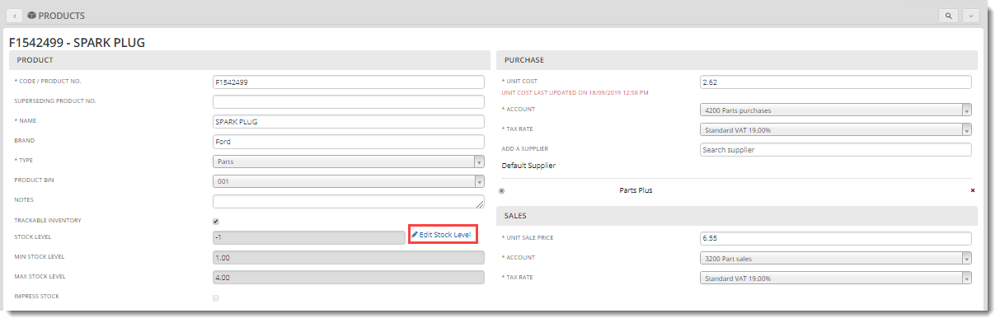 PRODUCTS
F1542499 - SPARK PLUG
PRODUCT
* CODE / PRODUCT NO. F1542499
SUPERSEDING PRODUCT NO.
* NAME SPARK PLUG
BRAND Ford
* TYPE Parts
PRODUCT BIN 001
NOTES
TRACKABLE INVENTORY
STOCK LEVEL -1 Edit Stock Level
MIN STOCK LEVEL 1.00
MAX STOCK LEVEL 4.00
IMPRESS STOCK
PURCHASE
* UNIT COST 2.62
UNIT COST LAST UPDATED ON 18/09/2019 12:58 PM
* ACCOUNT 4200 Parts purchases
* TAX RATE Standard VAT 19.00%
ADD A SUPPLIER Search supplier
Default Supplier
Parts Plus
SALES
* UNIT SALE PRICE 6.55
* ACCOUNT 3200 Part sales
* TAX RATE Standard VAT 19.00%